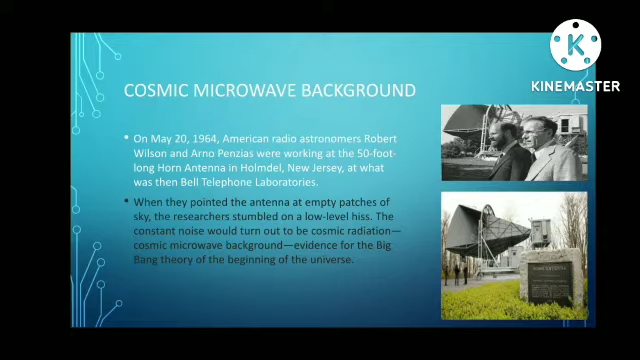 KINEMASTER
COSMIC MICROWAVE BACKGROUND
• On May 20, 1964, American radio astronomers Robert
Wilson and Arno Penzias were working at the 50-foot-
long Horn Antenna in Holmdel, New Jersey, at what
was then Bell Telephone Laboratories.
• When they pointed the antenna at empty patches of
sky, the researchers stumbled on a low-level hiss. The
constant noise would turn out to be cosmic radiation—
cosmic microwave background—evidence for the Big
Bang theory of the beginning of the universe.